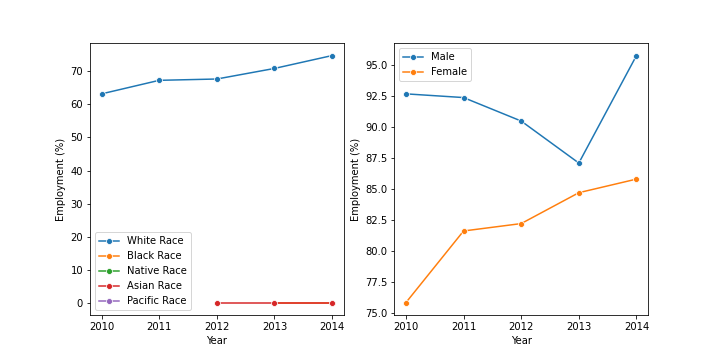 Employment (%)
70
60
50
40
30
20
10
0
2010 2011 2012 2013 2014
Year
White Race
Black Race
Native Race
Asian Race
Pacific Race
Employment (%)
95.0
92.5
90.0
87.5
85.0
82.5
80.0
77.5
75.0
2010 2011 2012 2013 2014
Year
Male
Female